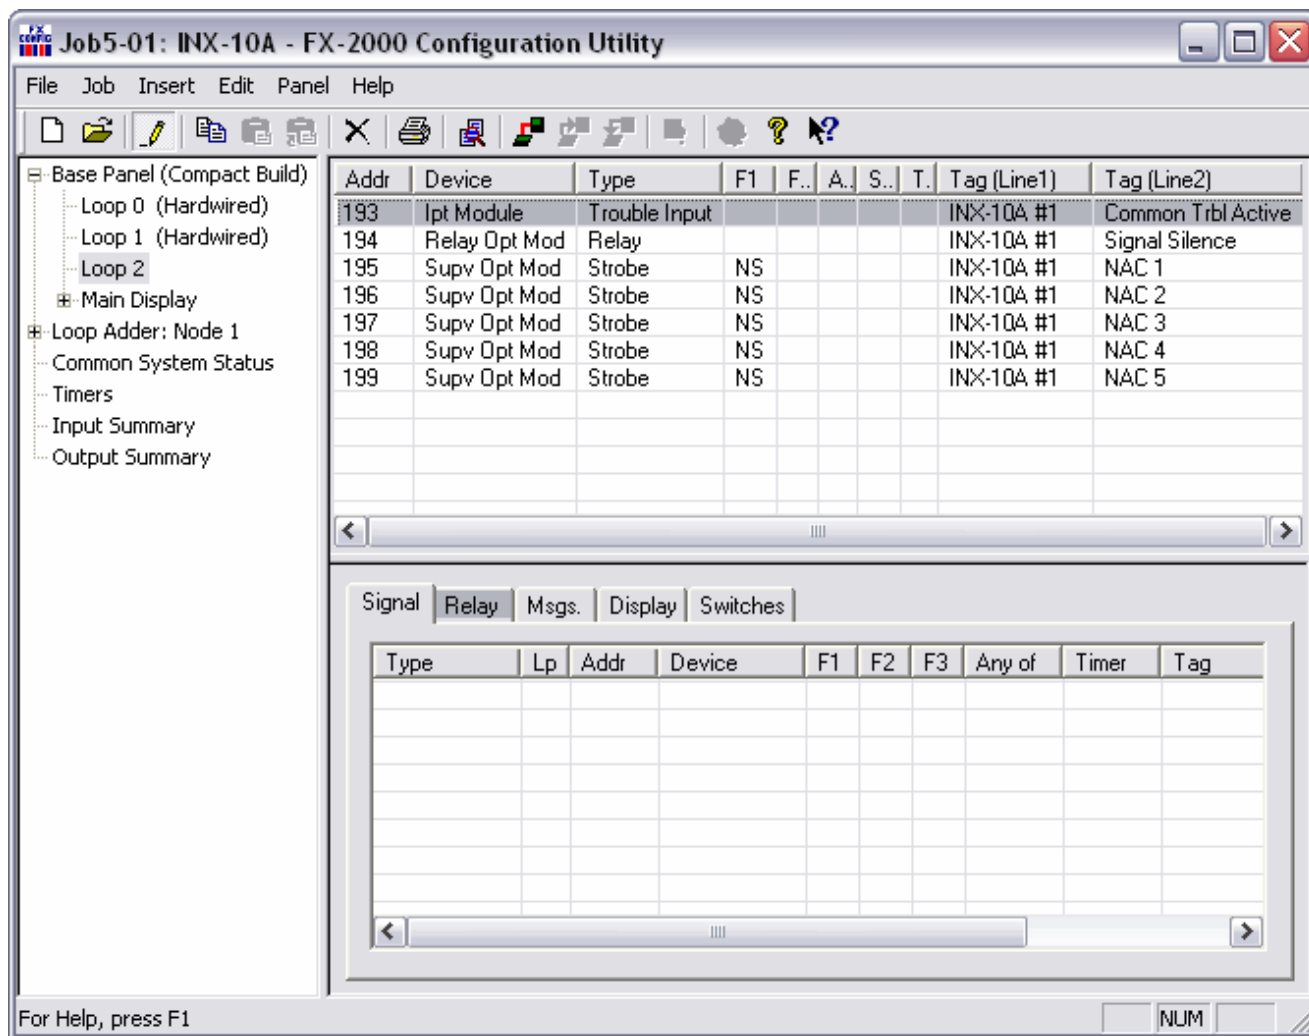 FX CONFIG Job5-01: INX-10A - FX-2000 Configuration Utility
File Job Insert Edit Panel Help
Base Panel (Compact Build)
Loop 0 (Hardwired)
Loop 1 (Hardwired)
Loop 2
Main Display
Loop Adder: Node 1
Common System Status
Timers
Input Summary
Output Summary
Addr Device Type F1 F.. A.. S.. T. Tag (Line1) Tag (Line2)
193 Ipt Module Trouble Input INX-10A #1 Common Trbl Active
194 Relay Opt Mod Relay INX-10A #1 Signal Silence
195 Supv Opt Mod Strobe NS INX-10A #1 NAC 1
196 Supv Opt Mod Strobe NS INX-10A #1 NAC 2
197 Supv Opt Mod Strobe NS INX-10A #1 NAC 3
198 Supv Opt Mod Strobe NS INX-10A #1 NAC 4
199 Supv Opt Mod Strobe NS INX-10A #1 NAC 5
Signal Relay Msgs. Display Switches
Type Lp Addr Device F1 F2 F3 Any of Timer Tag
For Help, press F1 NUM